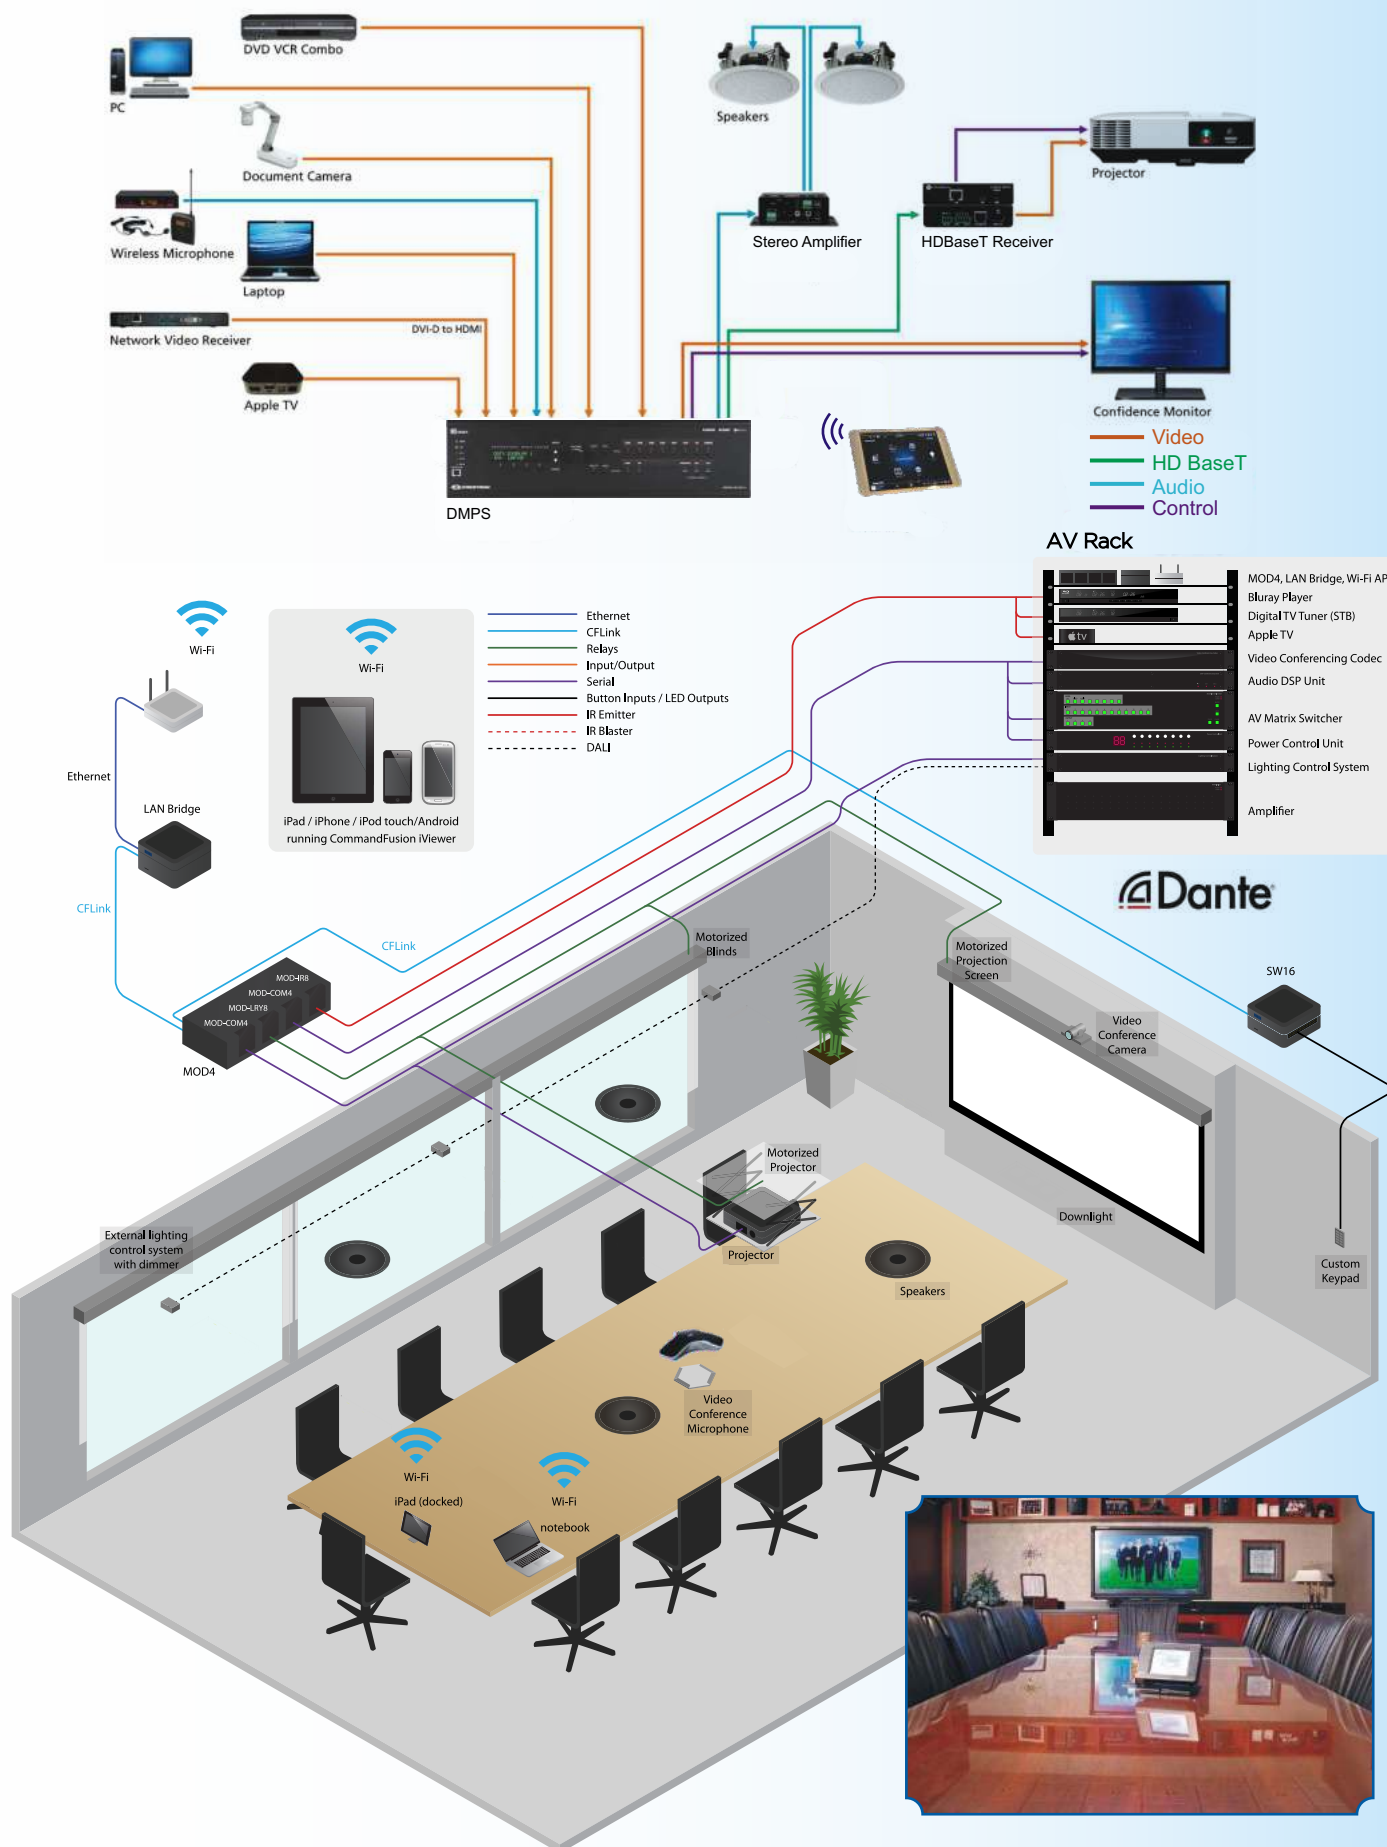 DVD VCR Combo
PC
Document Camera
Wireless Microphone
Laptop
Network Video Receiver
DVI-D to HDMI
Apple TV
DMPS
Speakers
Stereo Amplifier
HDBaseT Receiver
Projector
Confidence Monitor
Video
HD BaseT
Audio
Control
AV Rack
MOD4, LAN Bridge, Wi-Fi AP
Bluray Player
Digital TV Tuner (STB)
Apple TV
Video Conferencing Codec
Audio DSP Unit
AV Matrix Switcher
Power Control Unit
Lighting Control System
Amplifier
tv
88
Dante
Wi-Fi
Wi-Fi
iPad / iPhone / iPod touch/Android
running CommandFusion iViewer
Ethernet
CFLink
Relays
Input/Output
Serial
Button Inputs / LED Outputs
IR Emitter
IR Blaster
DALI
Ethernet
LAN Bridge
CFLink
CFLink
MOD-IR8
MOD-COM4
MOD-LRY8
MOD-COM4
MOD4
Motorized
Blinds
Motorized
Projection
Screen
SW16
Video
Conference
Camera
Motorized
Projector
Projector
Downlight
External lighting
control system
with dimmer
Custom
Keypad
Speakers
Video
Conference
Microphone
Wi-Fi
iPad (docked)
Wi-Fi
notebook